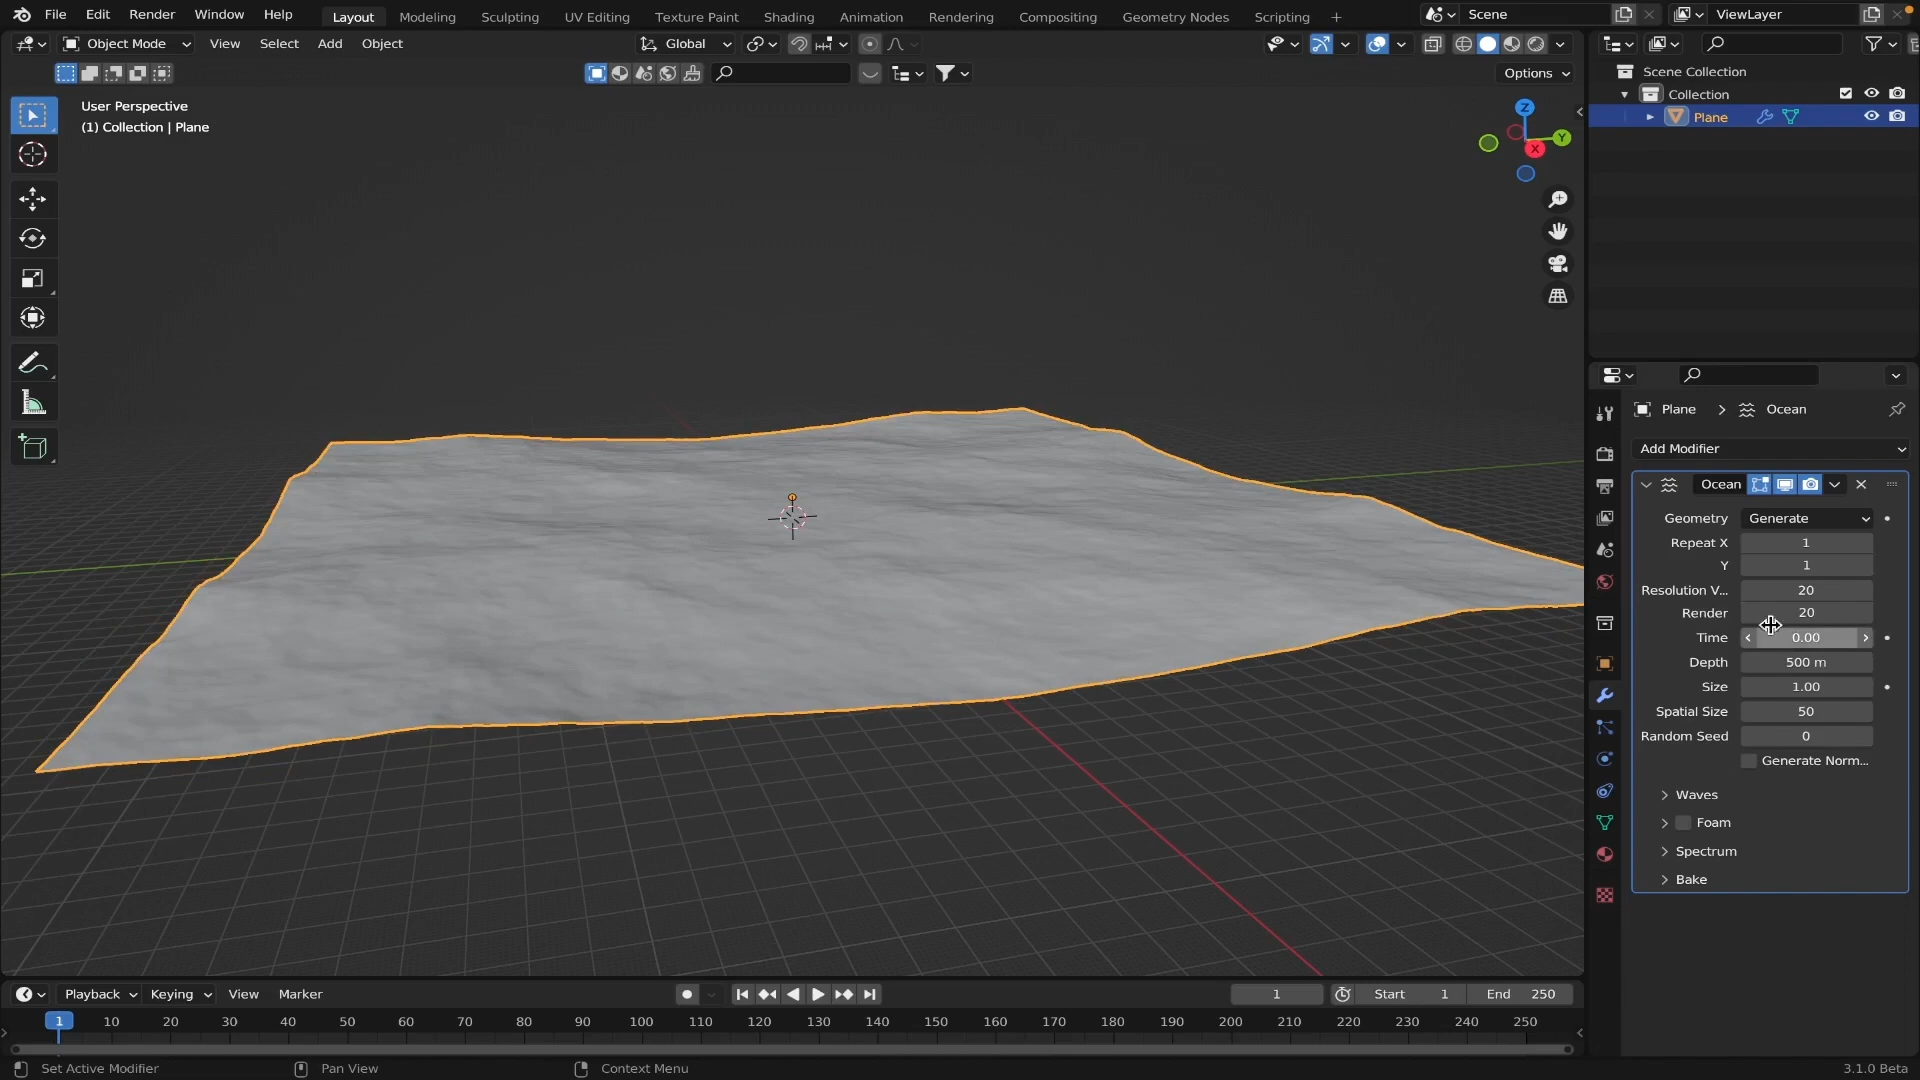 File Edit Render Window Help Layout Modeling Sculpting UV Editing Texture Paint Shading Animation Rendering Compositing Geometry Nodes Scripting + Scene ViewLayer
Object Mode View Select Add Object Global
Options
User Perspective
(1) Collection | Plane
Z
Y
X
Scene Collection
Collection
Plane
Plane > Ocean
Add Modifier
Ocean
Geometry Generate
Repeat X 1
Y 1
Resolution V... 20
Render 20
Time 0.00
Depth 500 m
Size 1.00
Spatial Size 50
Random Seed 0
Generate Norm...
Waves
Foam
Spectrum
Bake
Playback Keying View Marker 1 Start 1 End 250
1 10 20 30 40 50 60 70 80 90 100 110 120 130 140 150 160 170 180 190 200 210 220 230 240 250
Set Active Modifier Pan View Context Menu 3.1.0 Beta